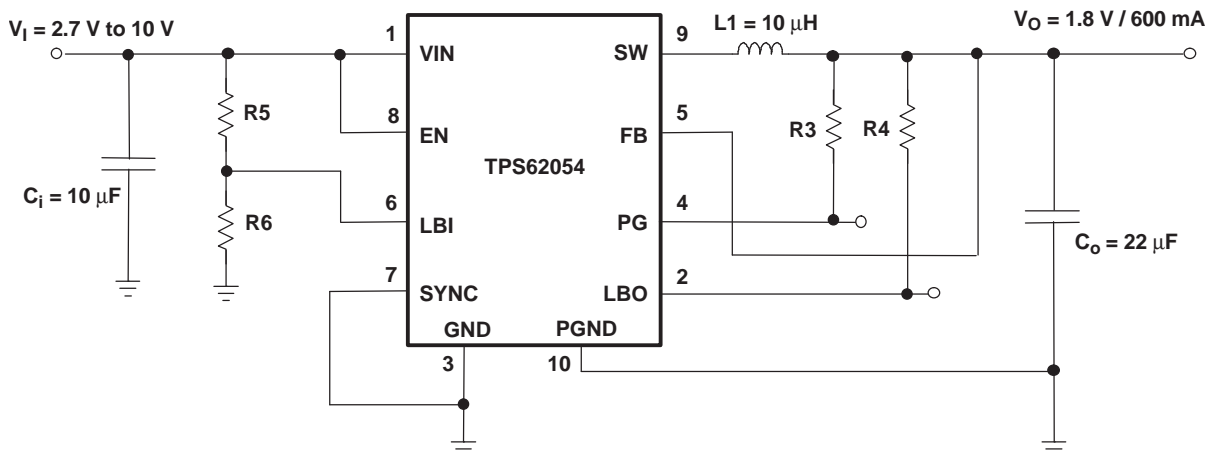 V_I = 2.7 V to 10 V
1
VIN
SW
9
L1 = 10 μH
V_O = 1.8 V / 600 mA
R5
8
EN
5
FB
R3
R4
TPS62054
C_i = 10 μF
R6
6
LBI
4
PG
C_o = 22 μF
7
SYNC
2
LBO
GND
PGND
3
10